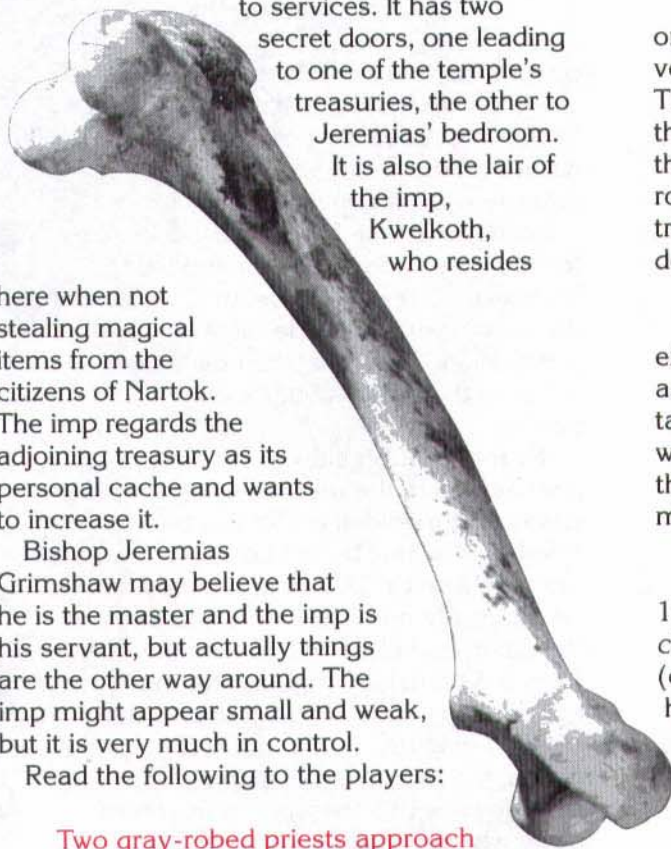 to services. It has two
secret doors, one leading
to one of the temple's
treasuries, the other to
Jeremias' bedroom.
It is also the lair of
the imp,
Kwelkoth,
who resides
here when not
stealing magical
items from the
citizens of Nartok.
The imp regards the
adjoining treasury as its
personal cache and wants
to increase it.
Bishop Jeremias
Grimshaw may believe that
he is the master and the imp is
his servant, but actually things
are the other way around. The
imp might appear small and weak,
but it is very much in control.
Read the following to the players:
Two gray-robed priests approach